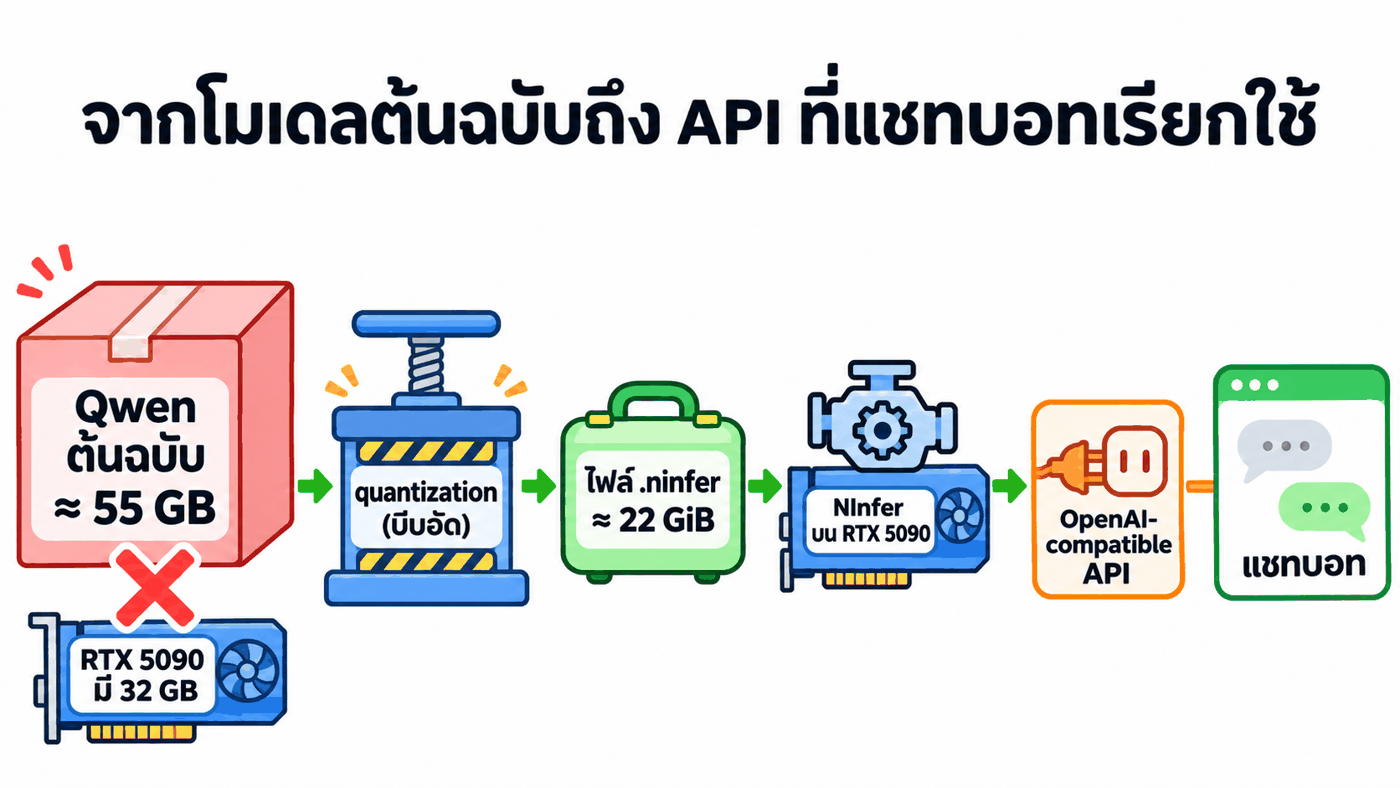 จากโมเดลต้นฉบับถึง API ที่แชทบอทเรียกใช้
Qwen
ต้นฉบับ
≈ 55 GB
RTX 5090
มี 32 GB
quantization
(บีบอัด)
ไฟล์ .ninfer
≈ 22 GiB
NInfer
บน RTX 5090
OpenAI-
compatible
API
แชทบอท